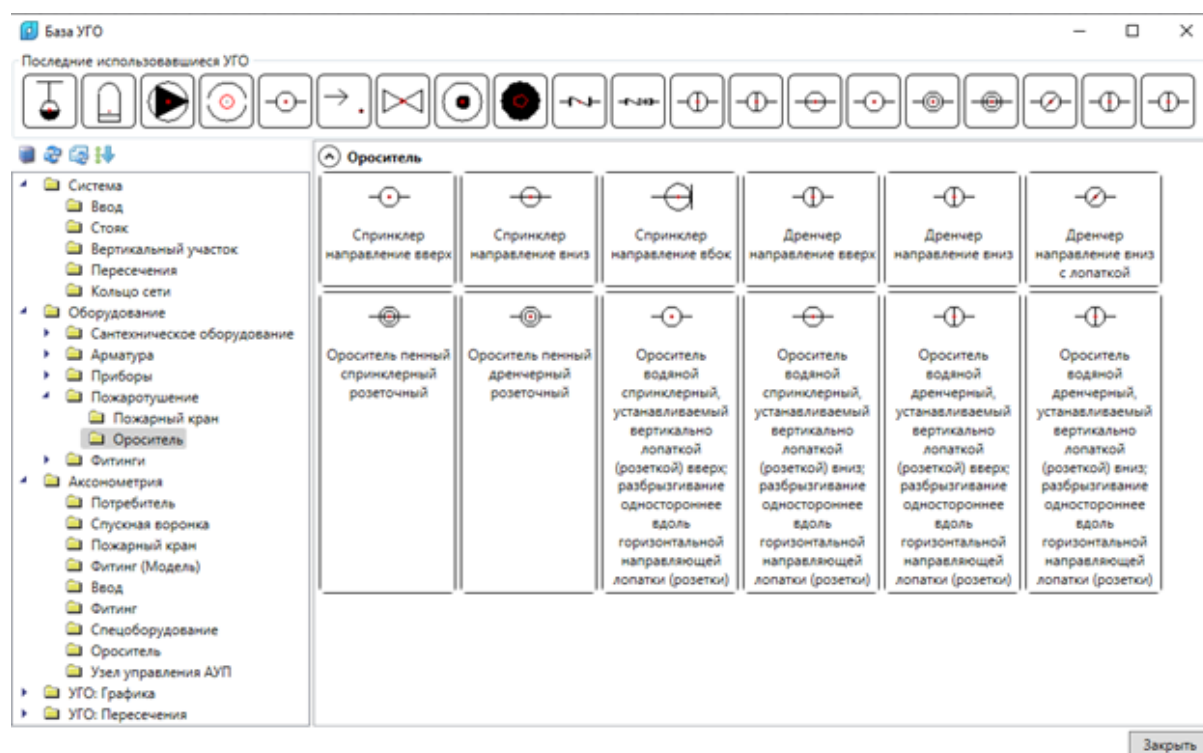 База УГО
Последние использовавшиеся УГО
Система
Ввод
Стояк
Вертикальный участок
Пересечения
Кольцо сети
Оборудование
Сантехническое оборудование
Арматура
Приборы
Пожаротушение
Пожарный кран
Ороситель
Фитинги
Аксонометрия
Потребитель
Спускная воронка
Пожарный кран
Фитинг (Модель)
Ввод
Фитинг
Спецоборудование
Ороситель
Узел управления АУП
УГО: Графика
УГО: Пересечения
Ороситель
Спринклер
направление вверх
Спринклер
направление вниз
Спринклер
направление вбок
Дренчер
направление вверх
Дренчер
направление вниз
Дренчер
направление вниз
с лопаткой
Ороситель пенный
спринклерный
розеточный
Ороситель пенный
дренчерный
розеточный
Ороситель
водяной
спринклерный,
устанавливаемый
вертикально
лопаткой
(розеткой) вверх;
разбрызгивание
одностороннее
вдоль
горизонтальной
направляющей
лопатки (розетки)
Ороситель
водяной
спринклерный,
устанавливаемый
вертикально
лопаткой
(розеткой) вниз;
разбрызгивание
одностороннее
вдоль
горизонтальной
направляющей
лопатки (розетки)
Ороситель
водяной
дренчерный,
устанавливаемый
вертикально
лопаткой
(розеткой) вверх;
разбрызгивание
одностороннее
вдоль
горизонтальной
направляющей
лопатки (розетки)
Ороситель
водяной
дренчерный,
устанавливаемый
вертикально
лопаткой
(розеткой) вниз;
разбрызгивание
одностороннее
вдоль
горизонтальной
направляющей
лопатки (розетки)
Закрыть